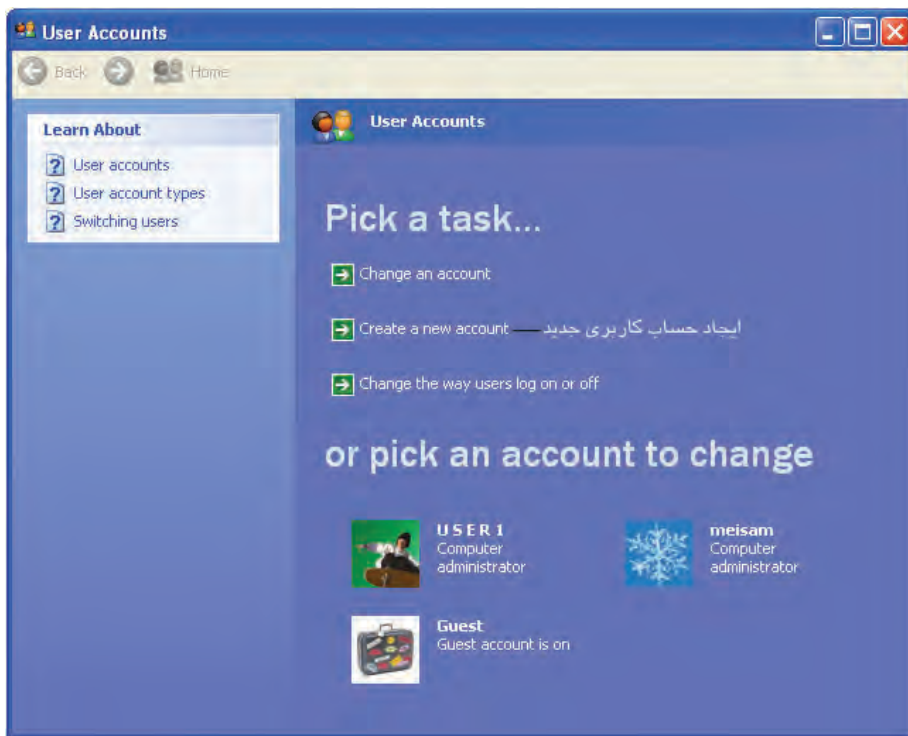 User Accounts
Back Home
Learn About
User accounts
User account types
Switching users
User Accounts
Pick a task...
Change an account
Create a new account ایجاد حساب کاربری جدید
Change the way users log on or off
or pick an account to change
USER1
Computer
administrator
meisam
Computer
administrator
Guest
Guest account is on